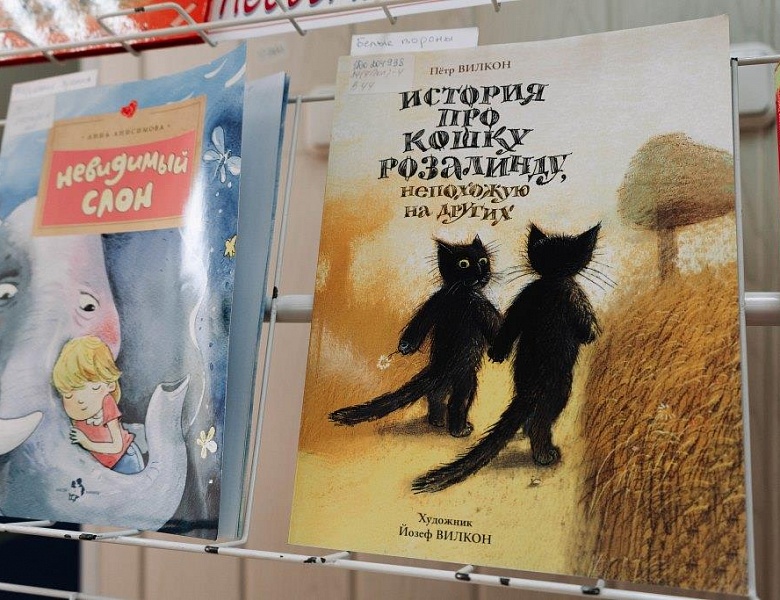 АННА АНИСИМОВА
невидимый
слон
Белые вороны
Пётр ВИЛКОН
ИСТОРИЯ
ПРО
КОШКУ
РОЗАЛИНДУ,
НЕПОХОЖУЮ
НА ДРУГИХ
Художник
Йозеф ВИЛКОН